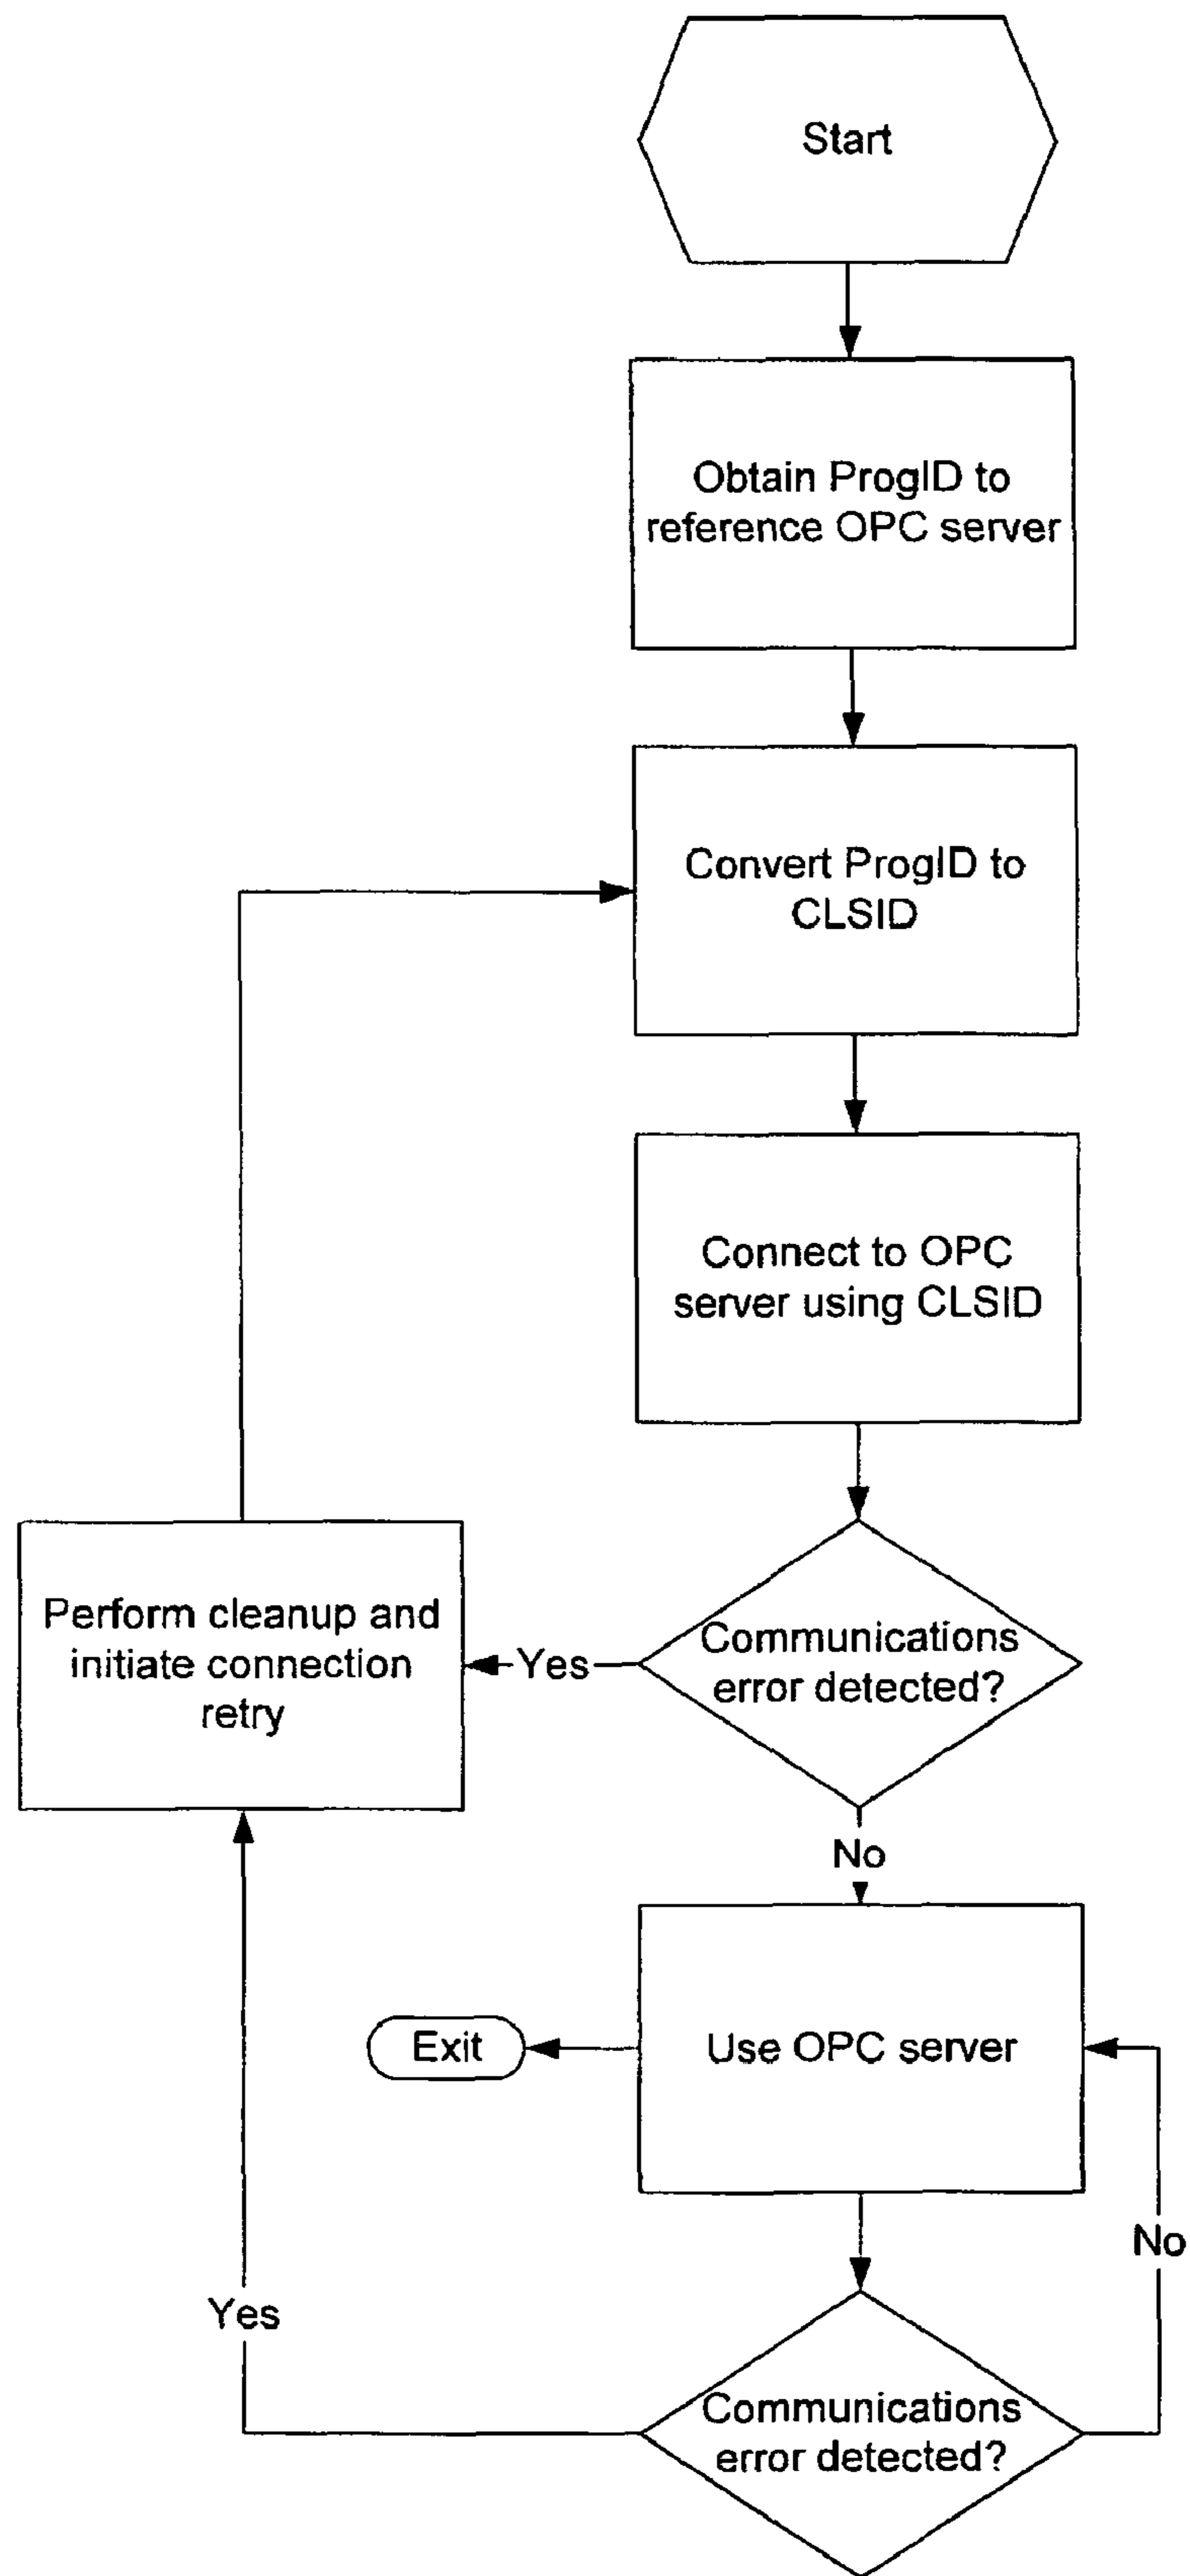 Start
Obtain ProgID to
reference OPC server
Convert ProgID to
CLSID
Connect to OPC
server using CLSID
Perform cleanup and
initiate connection
retry
Yes
Communications
error detected?
No
Exit
Use OPC server
No
Yes
Communications
error detected?